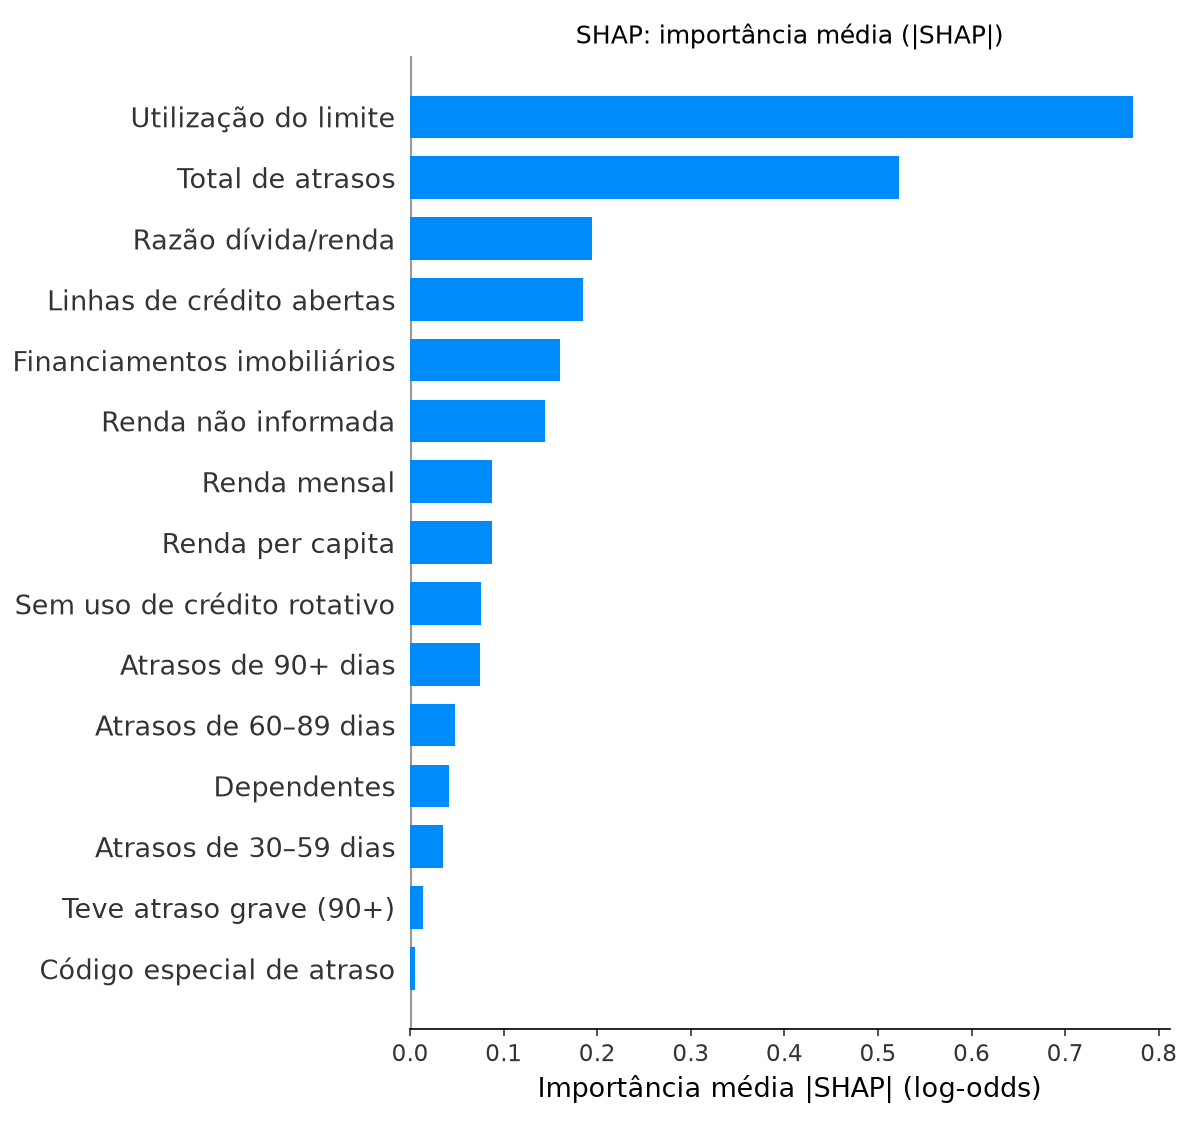 SHAP: importância média (|SHAP|)
Utilização do limite
Total de atrasos
Razão dívida/renda
Linhas de crédito abertas
Financiamentos imobiliários
Renda não informada
Renda mensal
Renda per capita
Sem uso de crédito rotativo
Atrasos de 90+ dias
Atrasos de 60–89 dias
Dependentes
Atrasos de 30–59 dias
Teve atraso grave (90+)
Código especial de atraso
0.0 0.1 0.2 0.3 0.4 0.5 0.6 0.7 0.8
Importância média |SHAP| (log-odds)